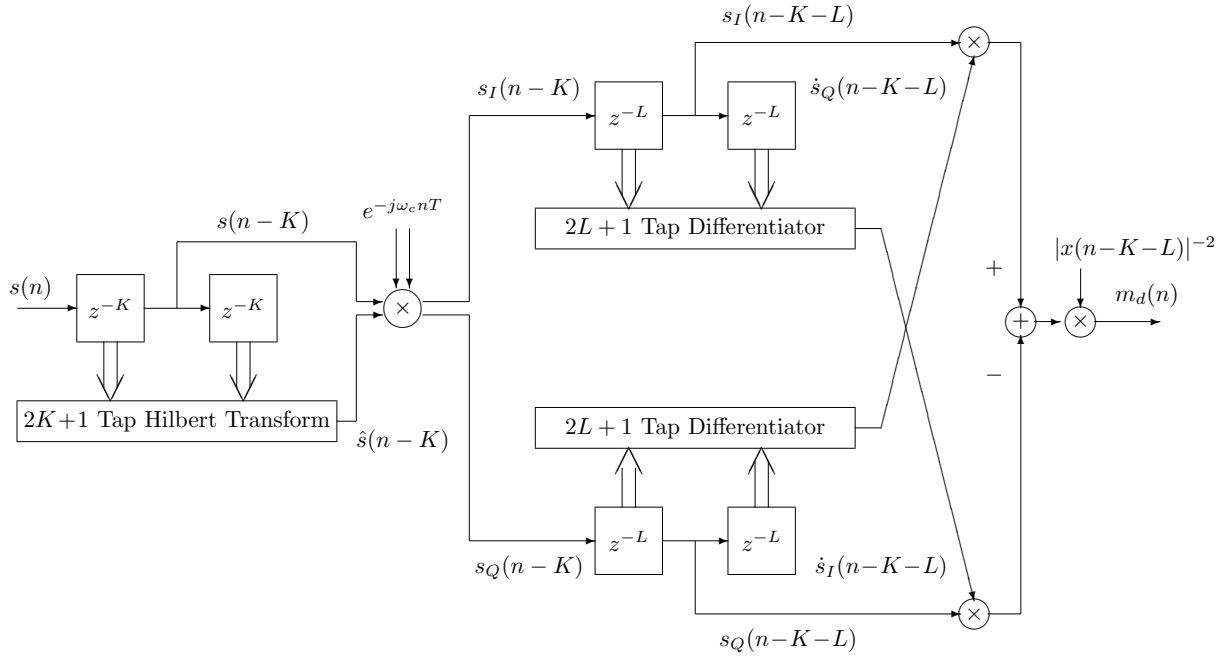 s_I(n−K−L)
×
s_I(n − K)
ṡ_Q(n−K−L)
z^{−L}
z^{−L}
e^{−jω_c nT}
s(n − K)
2L + 1 Tap Differentiator
|x(n−K−L)|^{−2}
+
s(n)
z^{−K}
z^{−K}
×
m_d(n)
+
×
−
2K+1 Tap Hilbert Transform
ŝ(n − K)
2L + 1 Tap Differentiator
z^{−L}
z^{−L}
s_Q(n − K)
ṡ_I(n−K−L)
×
s_Q(n−K−L)